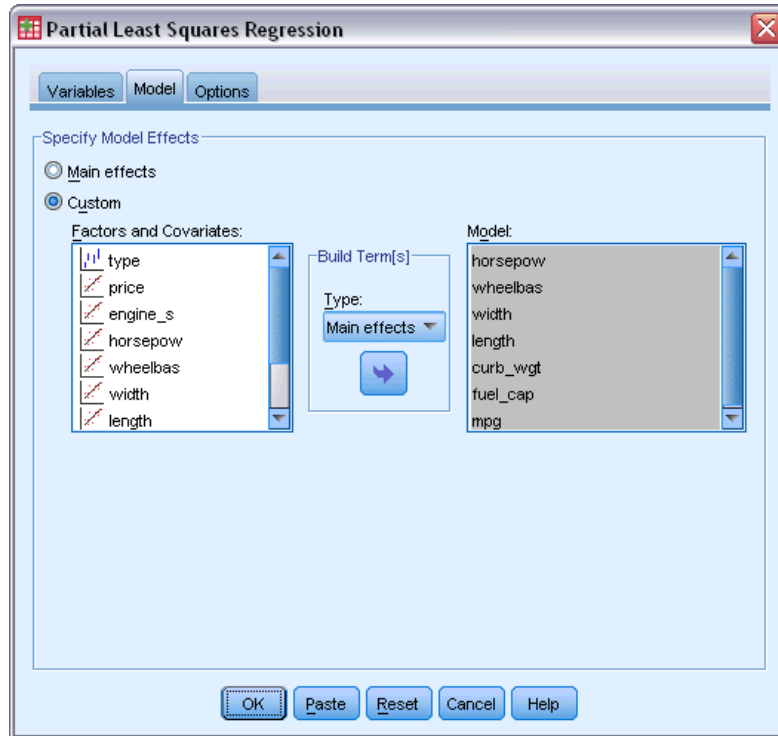 Partial Least Squares Regression
Variables Model Options
Specify Model Effects
Main effects
Custom
Factors and Covariates:
type
price
engine_s
horsepow
wheelbas
width
length
Build Term[s]
Type:
Main effects
Model:
horsepow
wheelbas
width
length
curb_wgt
fuel_cap
mpg
OK Paste Reset Cancel Help